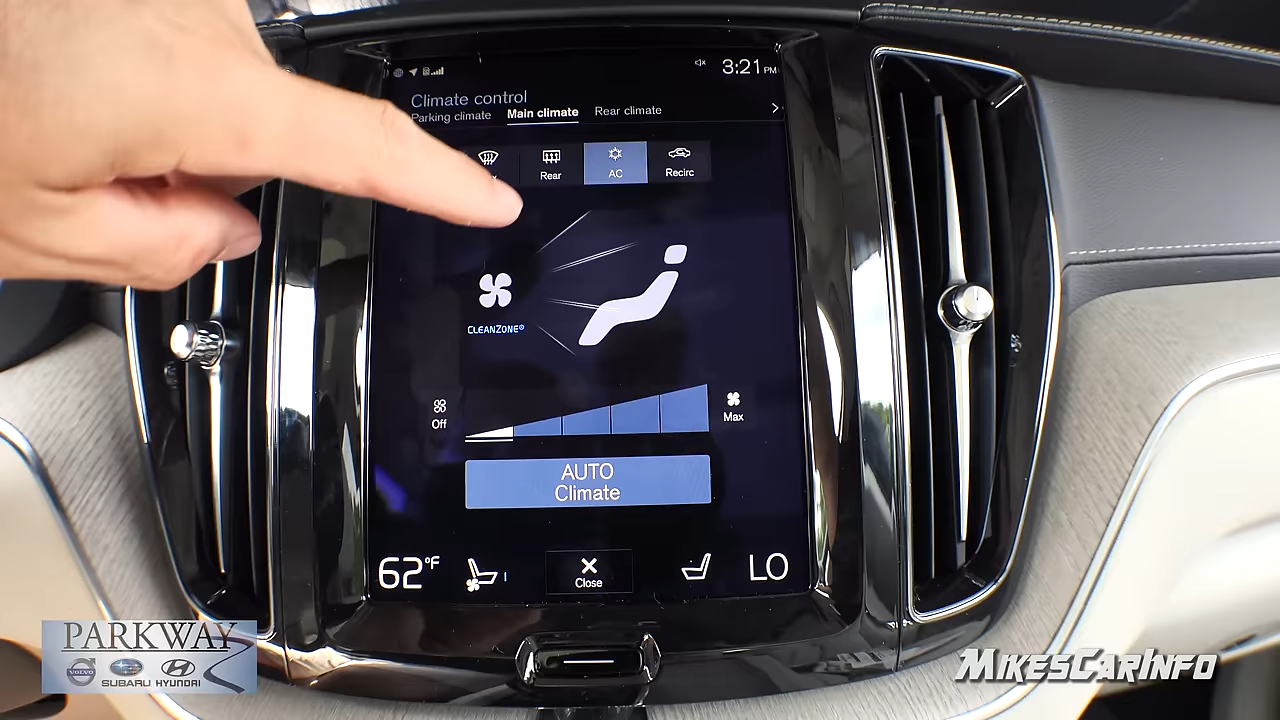 3:21 PM
Climate control
Parking climate Main climate Rear climate
Rear AC Recirc
CLEANZONE®
Off Max
AUTO
Climate
62°F I Close LO
PARKWAY
VOLVO SUBARU HYUNDAI
MIKESCARINFO